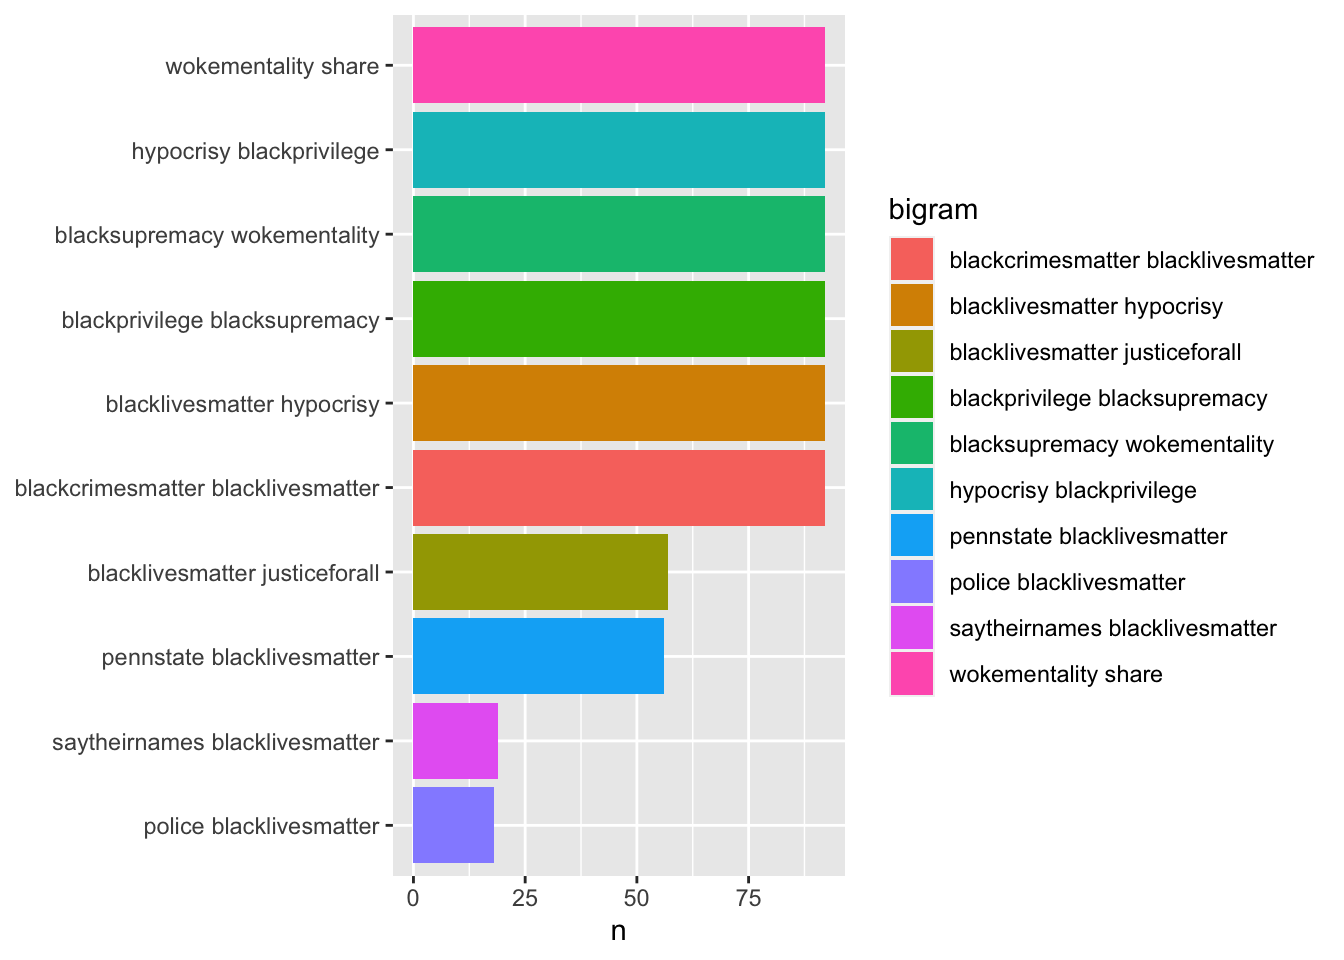 wokementality share
hypocrisy blackprivilege
blacksupremacy wokementality
blackprivilege blacksupremacy
blacklivesmatter hypocrisy
blackcrimesmatter blacklivesmatter
blacklivesmatter justiceforall
pennstate blacklivesmatter
saytheirnames blacklivesmatter
police blacklivesmatter
0 25 50 75
n
bigram
blackcrimesmatter blacklivesmatter
blacklivesmatter hypocrisy
blacklivesmatter justiceforall
blackprivilege blacksupremacy
blacksupremacy wokementality
hypocrisy blackprivilege
pennstate blacklivesmatter
police blacklivesmatter
saytheirnames blacklivesmatter
wokementality share